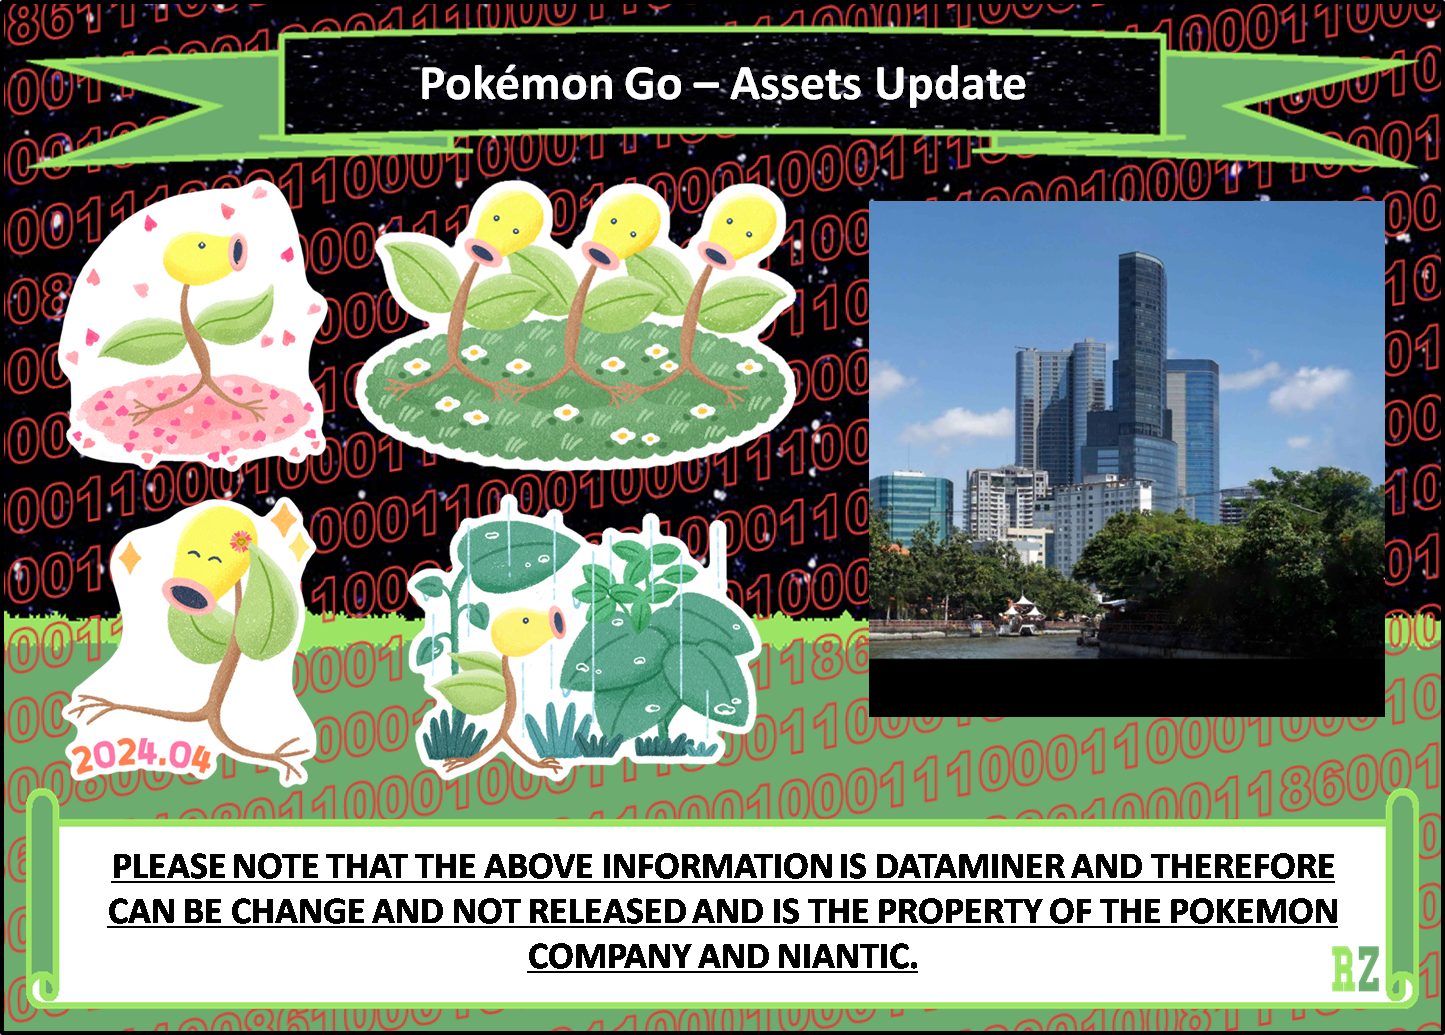 Pokémon Go – Assets Update
2024.04
PLEASE NOTE THAT THE ABOVE INFORMATION IS DATAMINER AND THEREFORE
CAN BE CHANGE AND NOT RELEASED AND IS THE PROPERTY OF THE POKEMON
COMPANY AND NIANTIC.
RZ